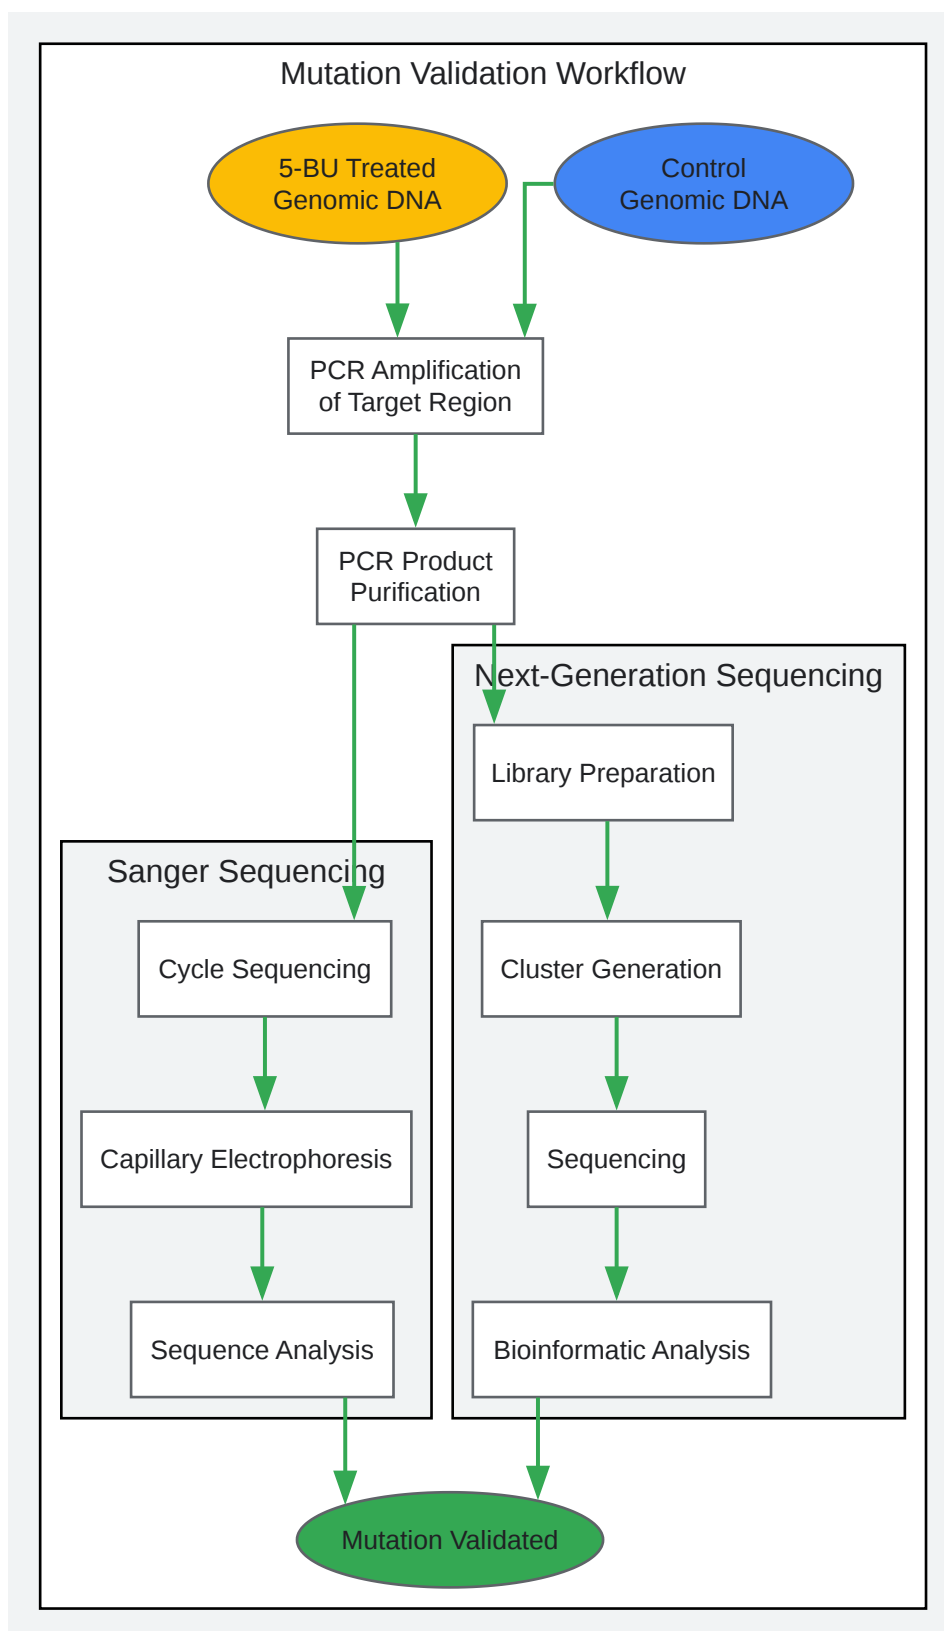 Mutation Validation Workflow
5-BU Treated
Genomic DNA
Control
Genomic DNA
PCR Amplification
of Target Region
PCR Product
Purification
Next-Generation Sequencing
Library Preparation
Sanger Sequencing
Cycle Sequencing
Cluster Generation
Capillary Electrophoresis
Sequencing
Sequence Analysis
Bioinformatic Analysis
Mutation Validated